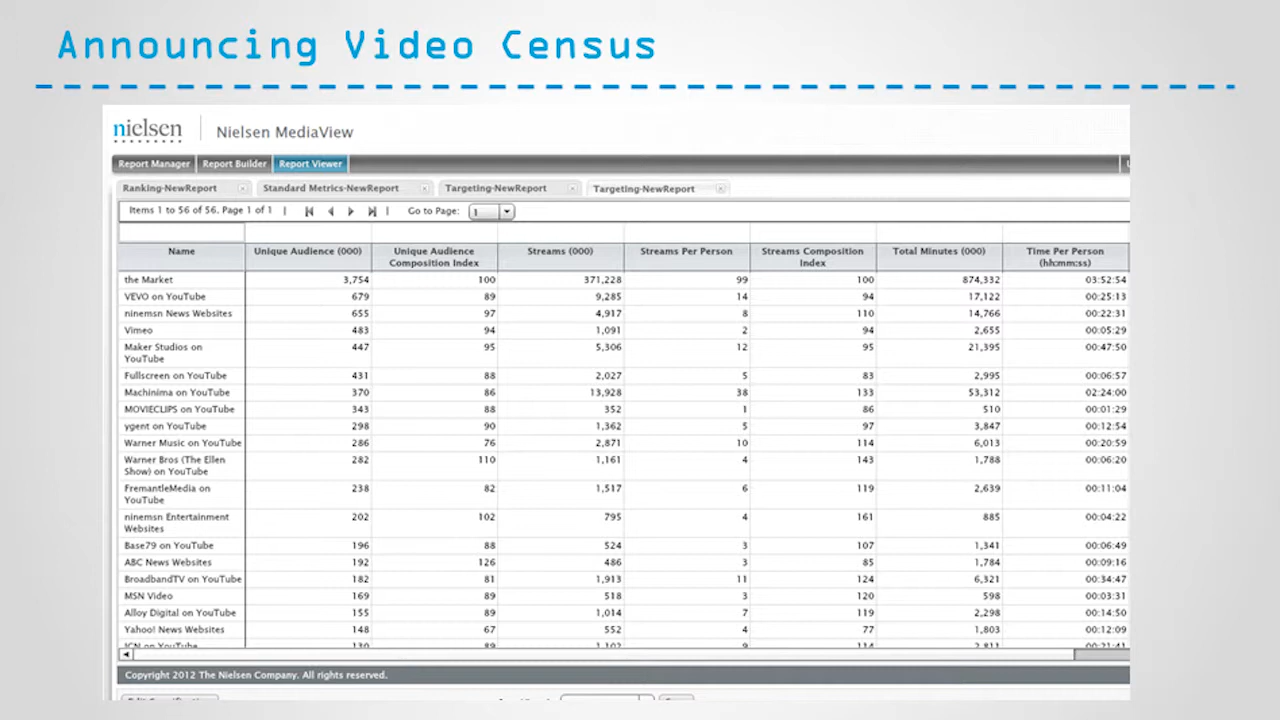 Announcing Video Census
nielsen
Nielsen MediaView
Report Manager Report Builder Report Viewer
Ranking-NewReport Standard Metrics-NewReport Targeting-NewReport Targeting-NewReport
Items 1 to 56 of 56. Page 1 of 1 Go to Page: 1
Name Unique Audience (000) Unique Audience Composition Index Streams (000) Streams Per Person Streams Composition Index Total Minutes (000) Time Per Person (hh:mm:ss)
the Market 3,754 100 371,228 99 100 874,332 03:52:54
VEVO on YouTube 679 89 9,285 14 94 17,122 00:25:13
ninemsn News Websites 655 97 4,917 8 110 14,766 00:22:31
Vimeo 483 94 1,091 2 94 2,655 00:05:29
Maker Studios on YouTube 447 95 5,306 12 95 21,395 00:47:50
Fullscreen on YouTube 431 88 2,027 5 83 2,995 00:06:57
Machinima on YouTube 370 86 13,928 38 133 53,312 02:24:00
MOVIECLIPS on YouTube 343 88 352 1 86 510 00:01:29
ygent on YouTube 298 90 1,362 5 97 3,847 00:12:54
Warner Music on YouTube 286 76 2,871 10 114 6,013 00:20:59
Warner Bros (The Ellen Show) on YouTube 282 110 1,161 4 143 1,788 00:06:20
FremantleMedia on YouTube 238 82 1,517 6 119 2,639 00:11:04
ninemsn Entertainment Websites 202 102 795 4 161 885 00:04:22
Base79 on YouTube 196 88 524 3 107 1,341 00:06:49
ABC News Websites 192 126 486 3 85 1,784 00:09:16
BroadbandTV on YouTube 182 81 1,913 11 124 6,321 00:34:47
MSN Video 169 89 518 3 120 598 00:03:31
Alloy Digital on YouTube 155 89 1,014 7 119 2,298 00:14:50
Yahoo! News Websites 148 67 552 4 77 1,803 00:12:09
on YouTube 130 89 1,102 9 114 2,811 00:21:41
Copyright 2012 The Nielsen Company. All rights reserved.